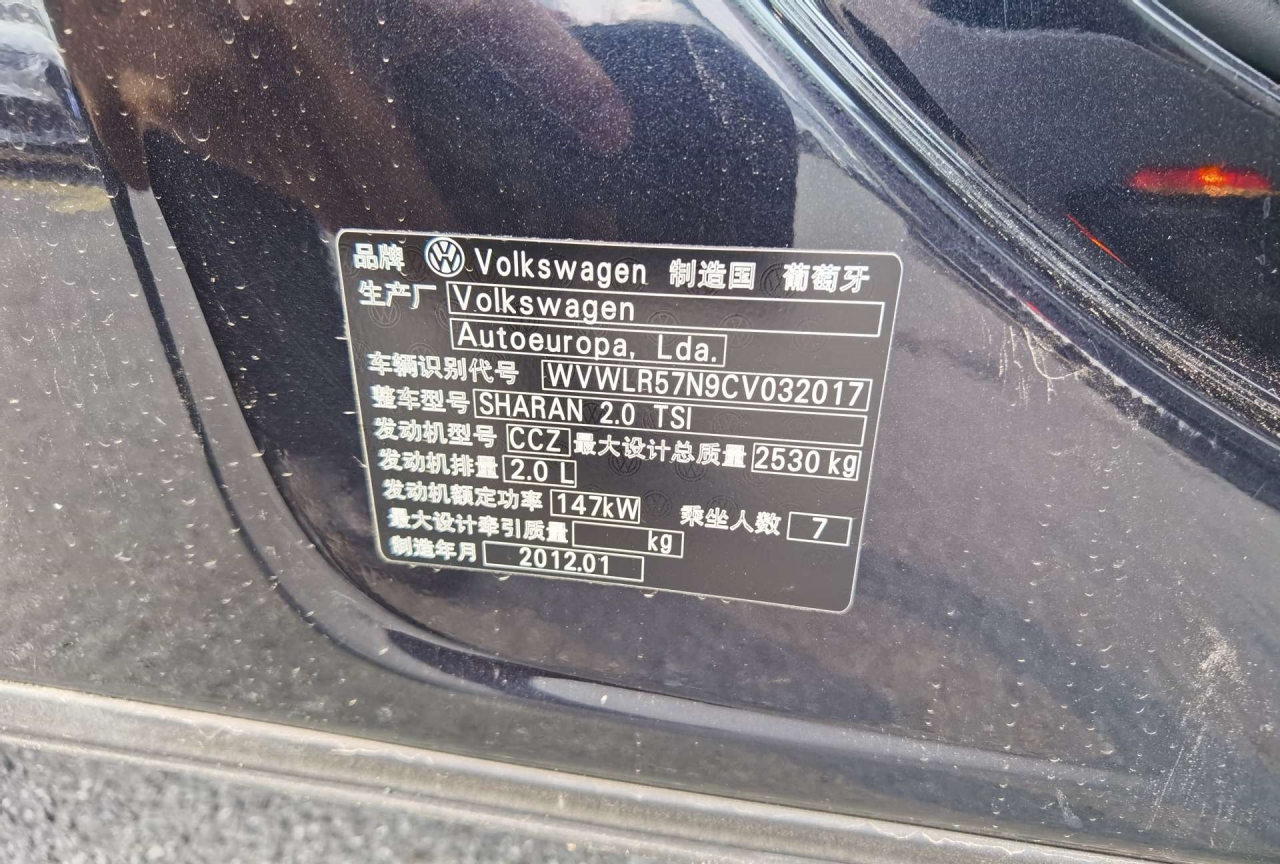 品牌 Volkswagen 制造国 葡萄牙
生产厂 Volkswagen
Autoeuropa, Lda.
车辆识别代号 WVWLR57N9CV032017
整车型号 SHARAN 2.0 TSI
发动机型号 CCZ 最大设计总质量 2530 kg
发动机排量 2.0 L
发动机额定功率 147kW 乘坐人数 7
最大设计牵引质量 kg
制造年月 2012.01